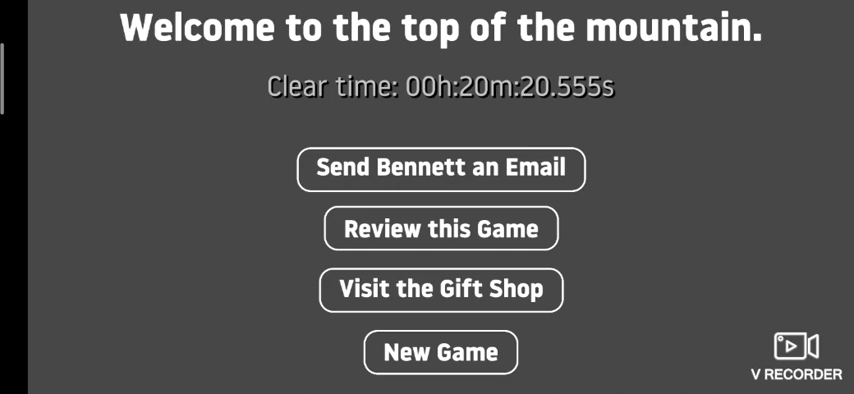 Welcome to the top of the mountain.
Clear time: 00h:20m:20.555s
Send Bennett an Email
Review this Game
Visit the Gift Shop
New Game
V RECORDER